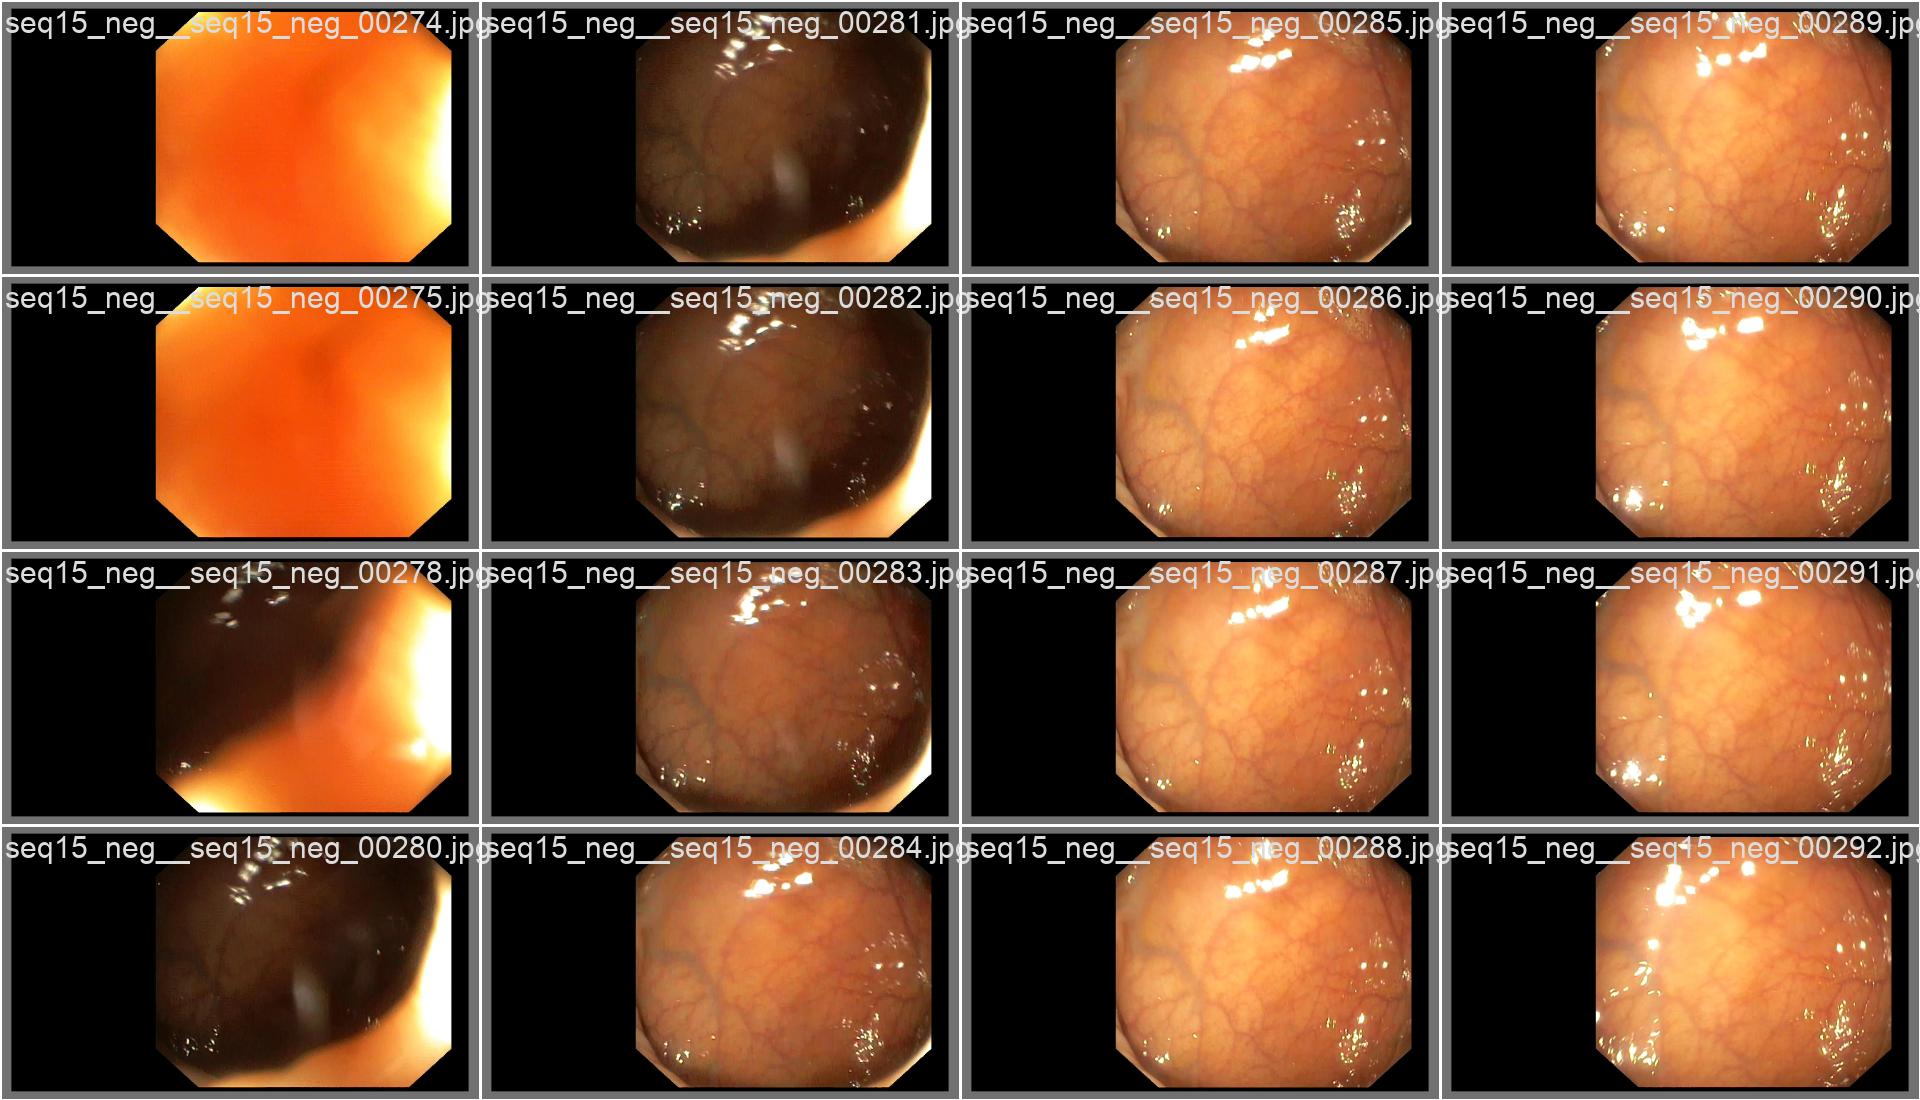 seq15_neg__seq15_neg_00274.jpg
seq15_neg__seq15_neg_00281.jpg
seq15_neg__seq15_neg_00285.jpg
seq15_neg__seq15_neg_00289.jpg
seq15_neg__seq15_neg_00275.jpg
seq15_neg__seq15_neg_00282.jpg
seq15_neg__seq15_neg_00286.jpg
seq15_neg__seq15_neg_00290.jpg
seq15_neg__seq15_neg_00278.jpg
seq15_neg__seq15_neg_00283.jpg
seq15_neg__seq15_neg_00287.jpg
seq15_neg__seq15_neg_00291.jpg
seq15_neg__seq15_neg_00280.jpg
seq15_neg__seq15_neg_00284.jpg
seq15_neg__seq15_neg_00288.jpg
seq15_neg__seq15_neg_00292.jpg